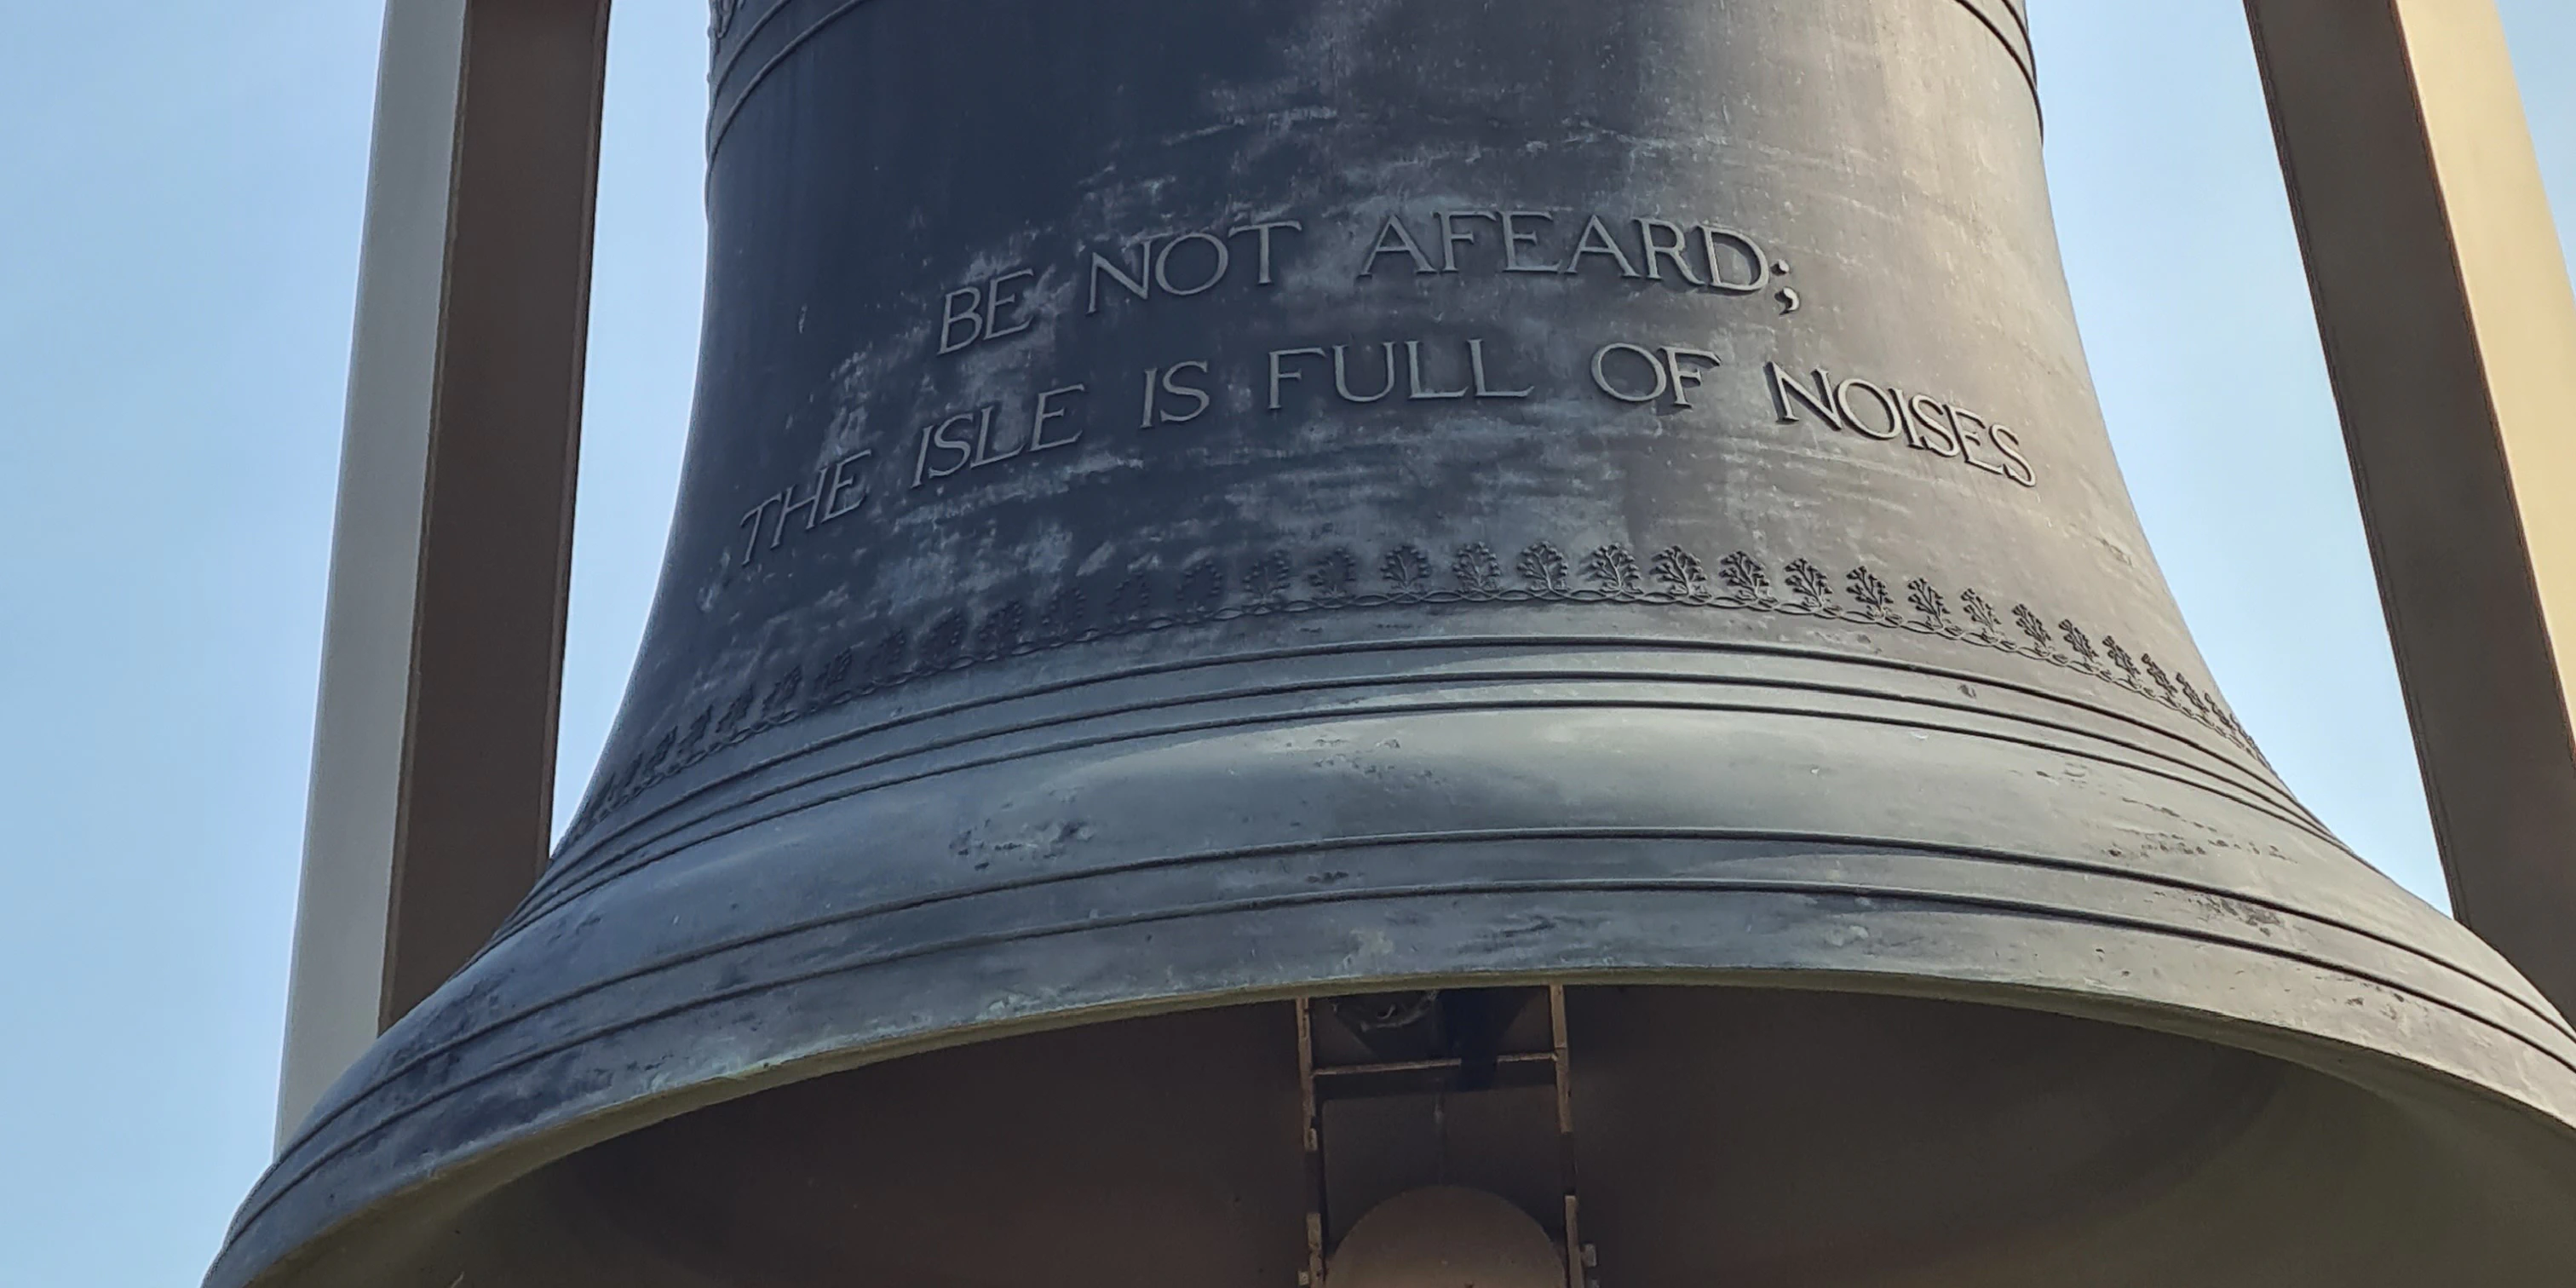 BE NOT AFEARD;
THE ISLE IS FULL OF NOISES